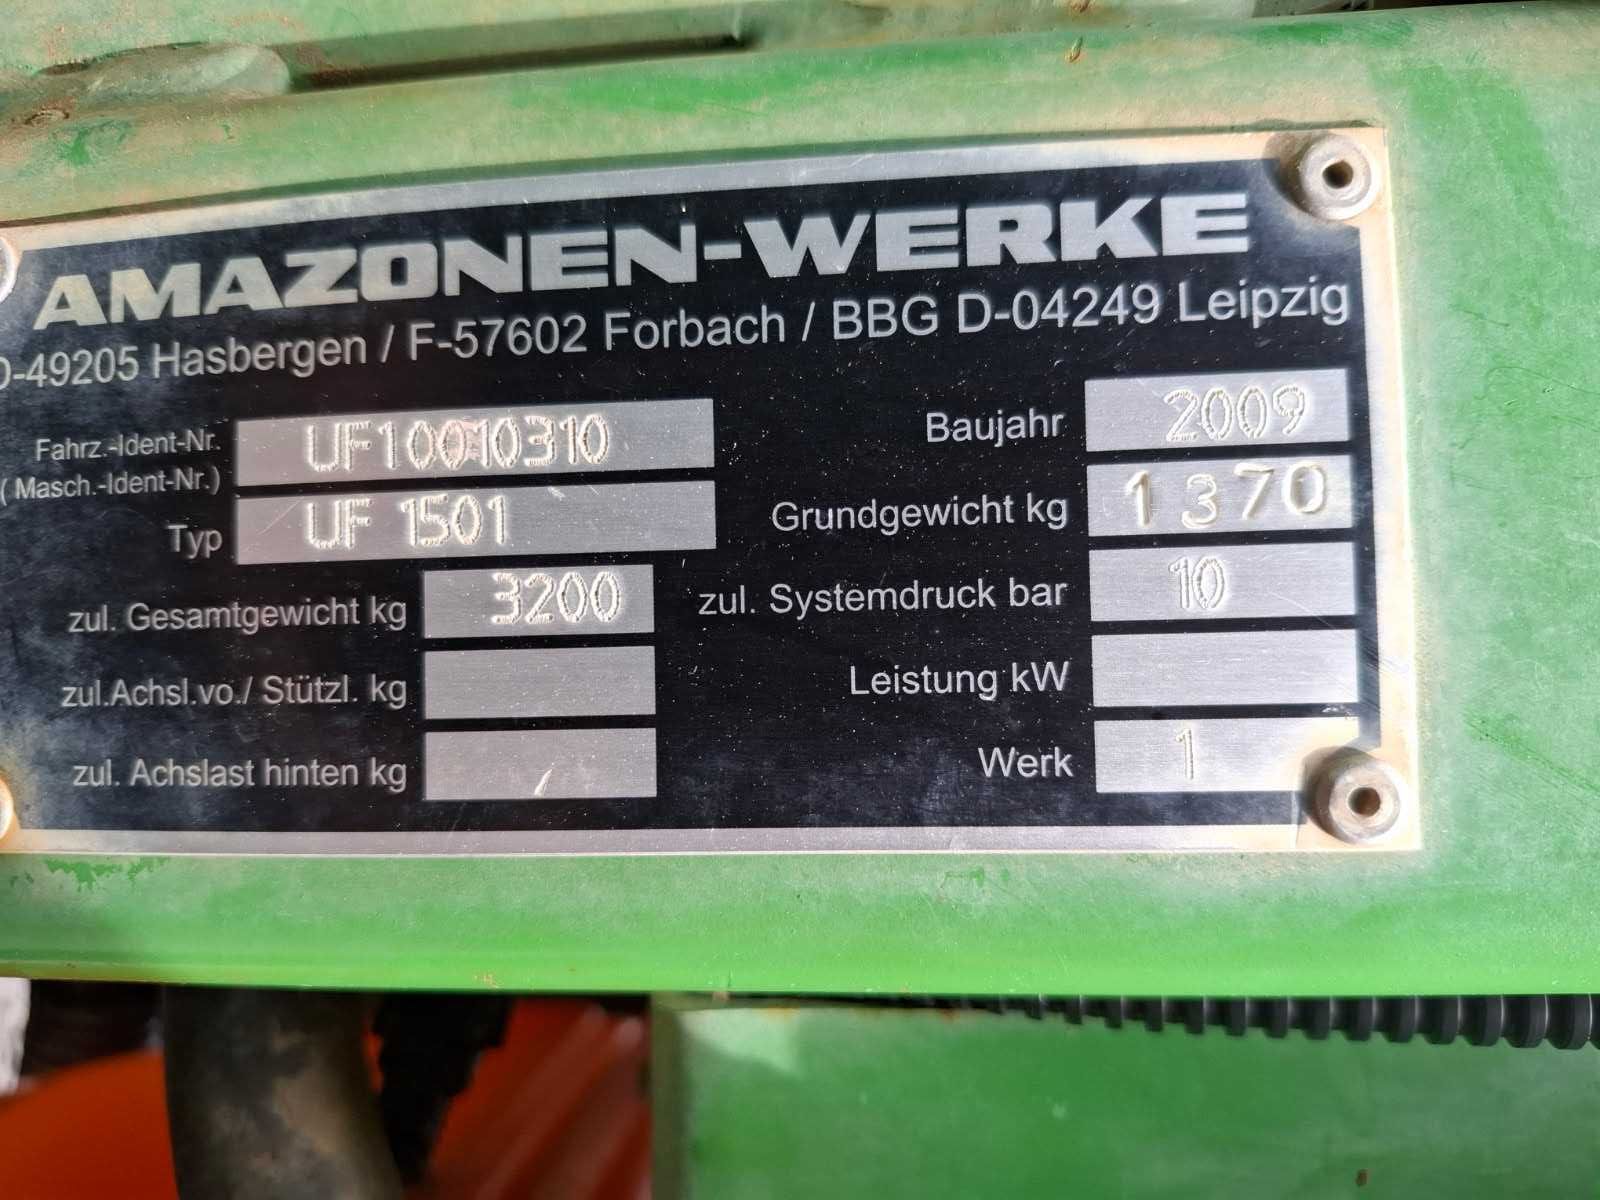 AMAZONEN-WERKE
D-49205 Hasbergen / F-57602 Forbach / BBG D-04249 Leipzig
Fahrz.-Ident-Nr. UF10010310
(Masch.-Ident-Nr.)
Typ UF 1501
zul. Gesamtgewicht kg 3200
zul.Achsl.vo./ Stützl. kg
zul. Achslast hinten kg
Baujahr 2009
Grundgewicht kg 1370
zul. Systemdruck bar 10
Leistung kW
Werk 1